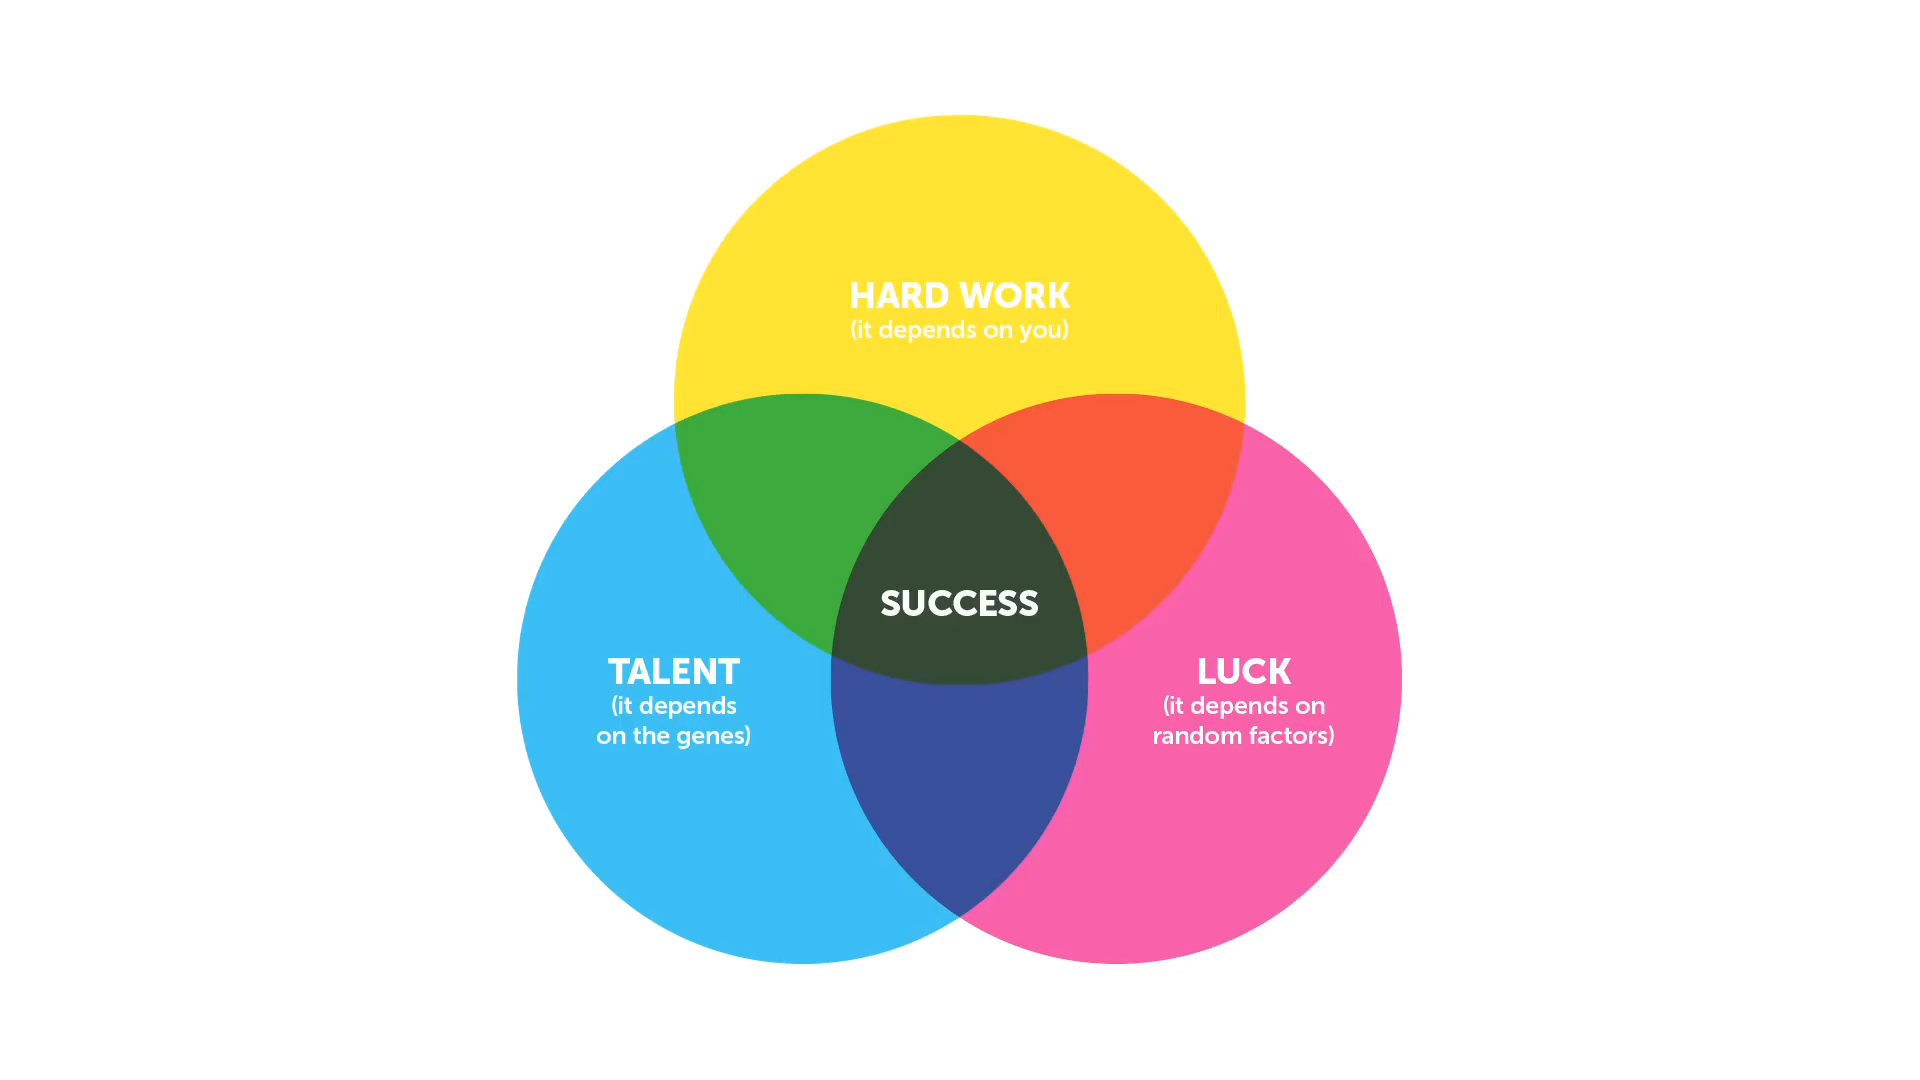 HARD WORK
(it depends on you)
SUCCESS
TALENT
(it depends
on the genes)
LUCK
(it depends on
random factors)